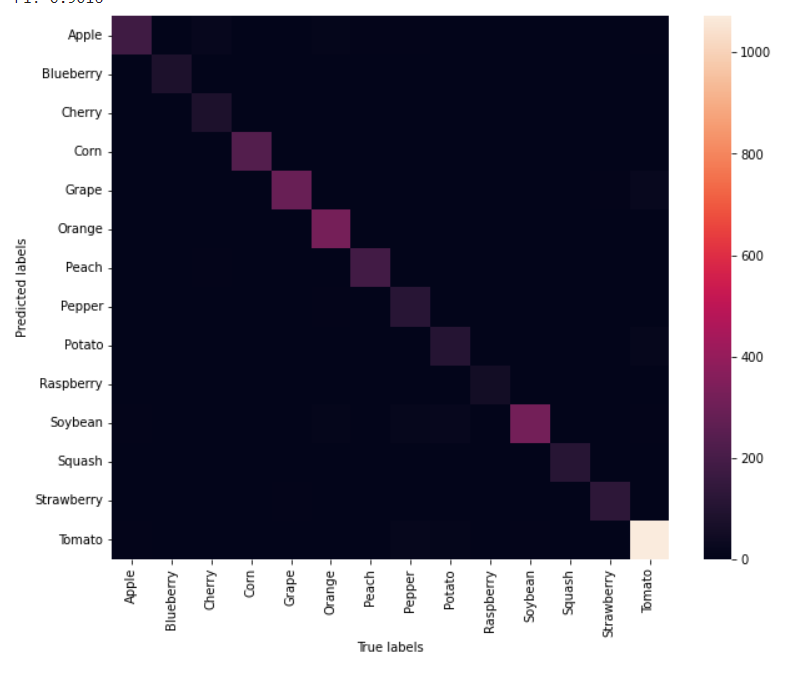 Apple
Blueberry
Cherry
Corn
Grape
Orange
Peach
Pepper
Potato
Raspberry
Soybean
Squash
Strawberry
Tomato
Predicted labels
Apple
Blueberry
Cherry
Corn
Grape
Orange
Peach
Pepper
Potato
Raspberry
Soybean
Squash
Strawberry
Tomato
True labels
1000
800
600
400
200
0